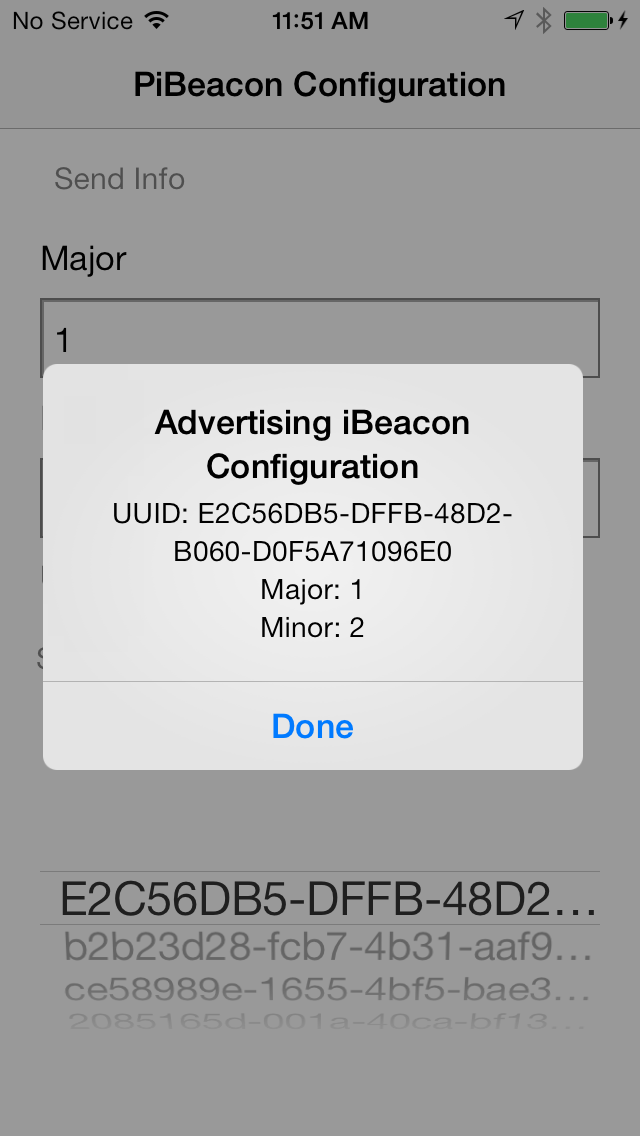 No Service 11:51 AM
PiBeacon Configuration
Send Info
Major
1
Advertising iBeacon
Configuration
UUID: E2C56DB5-DFFB-48D2-
B060-D0F5A71096E0
Major: 1
Minor: 2
Done
E2C56DB5-DFFB-48D2...
b2b23d28-fcb7-4b31-aaf9...
ce58989e-1655-4bf5-bae3...
2085165d-001a-40ca-bf13...